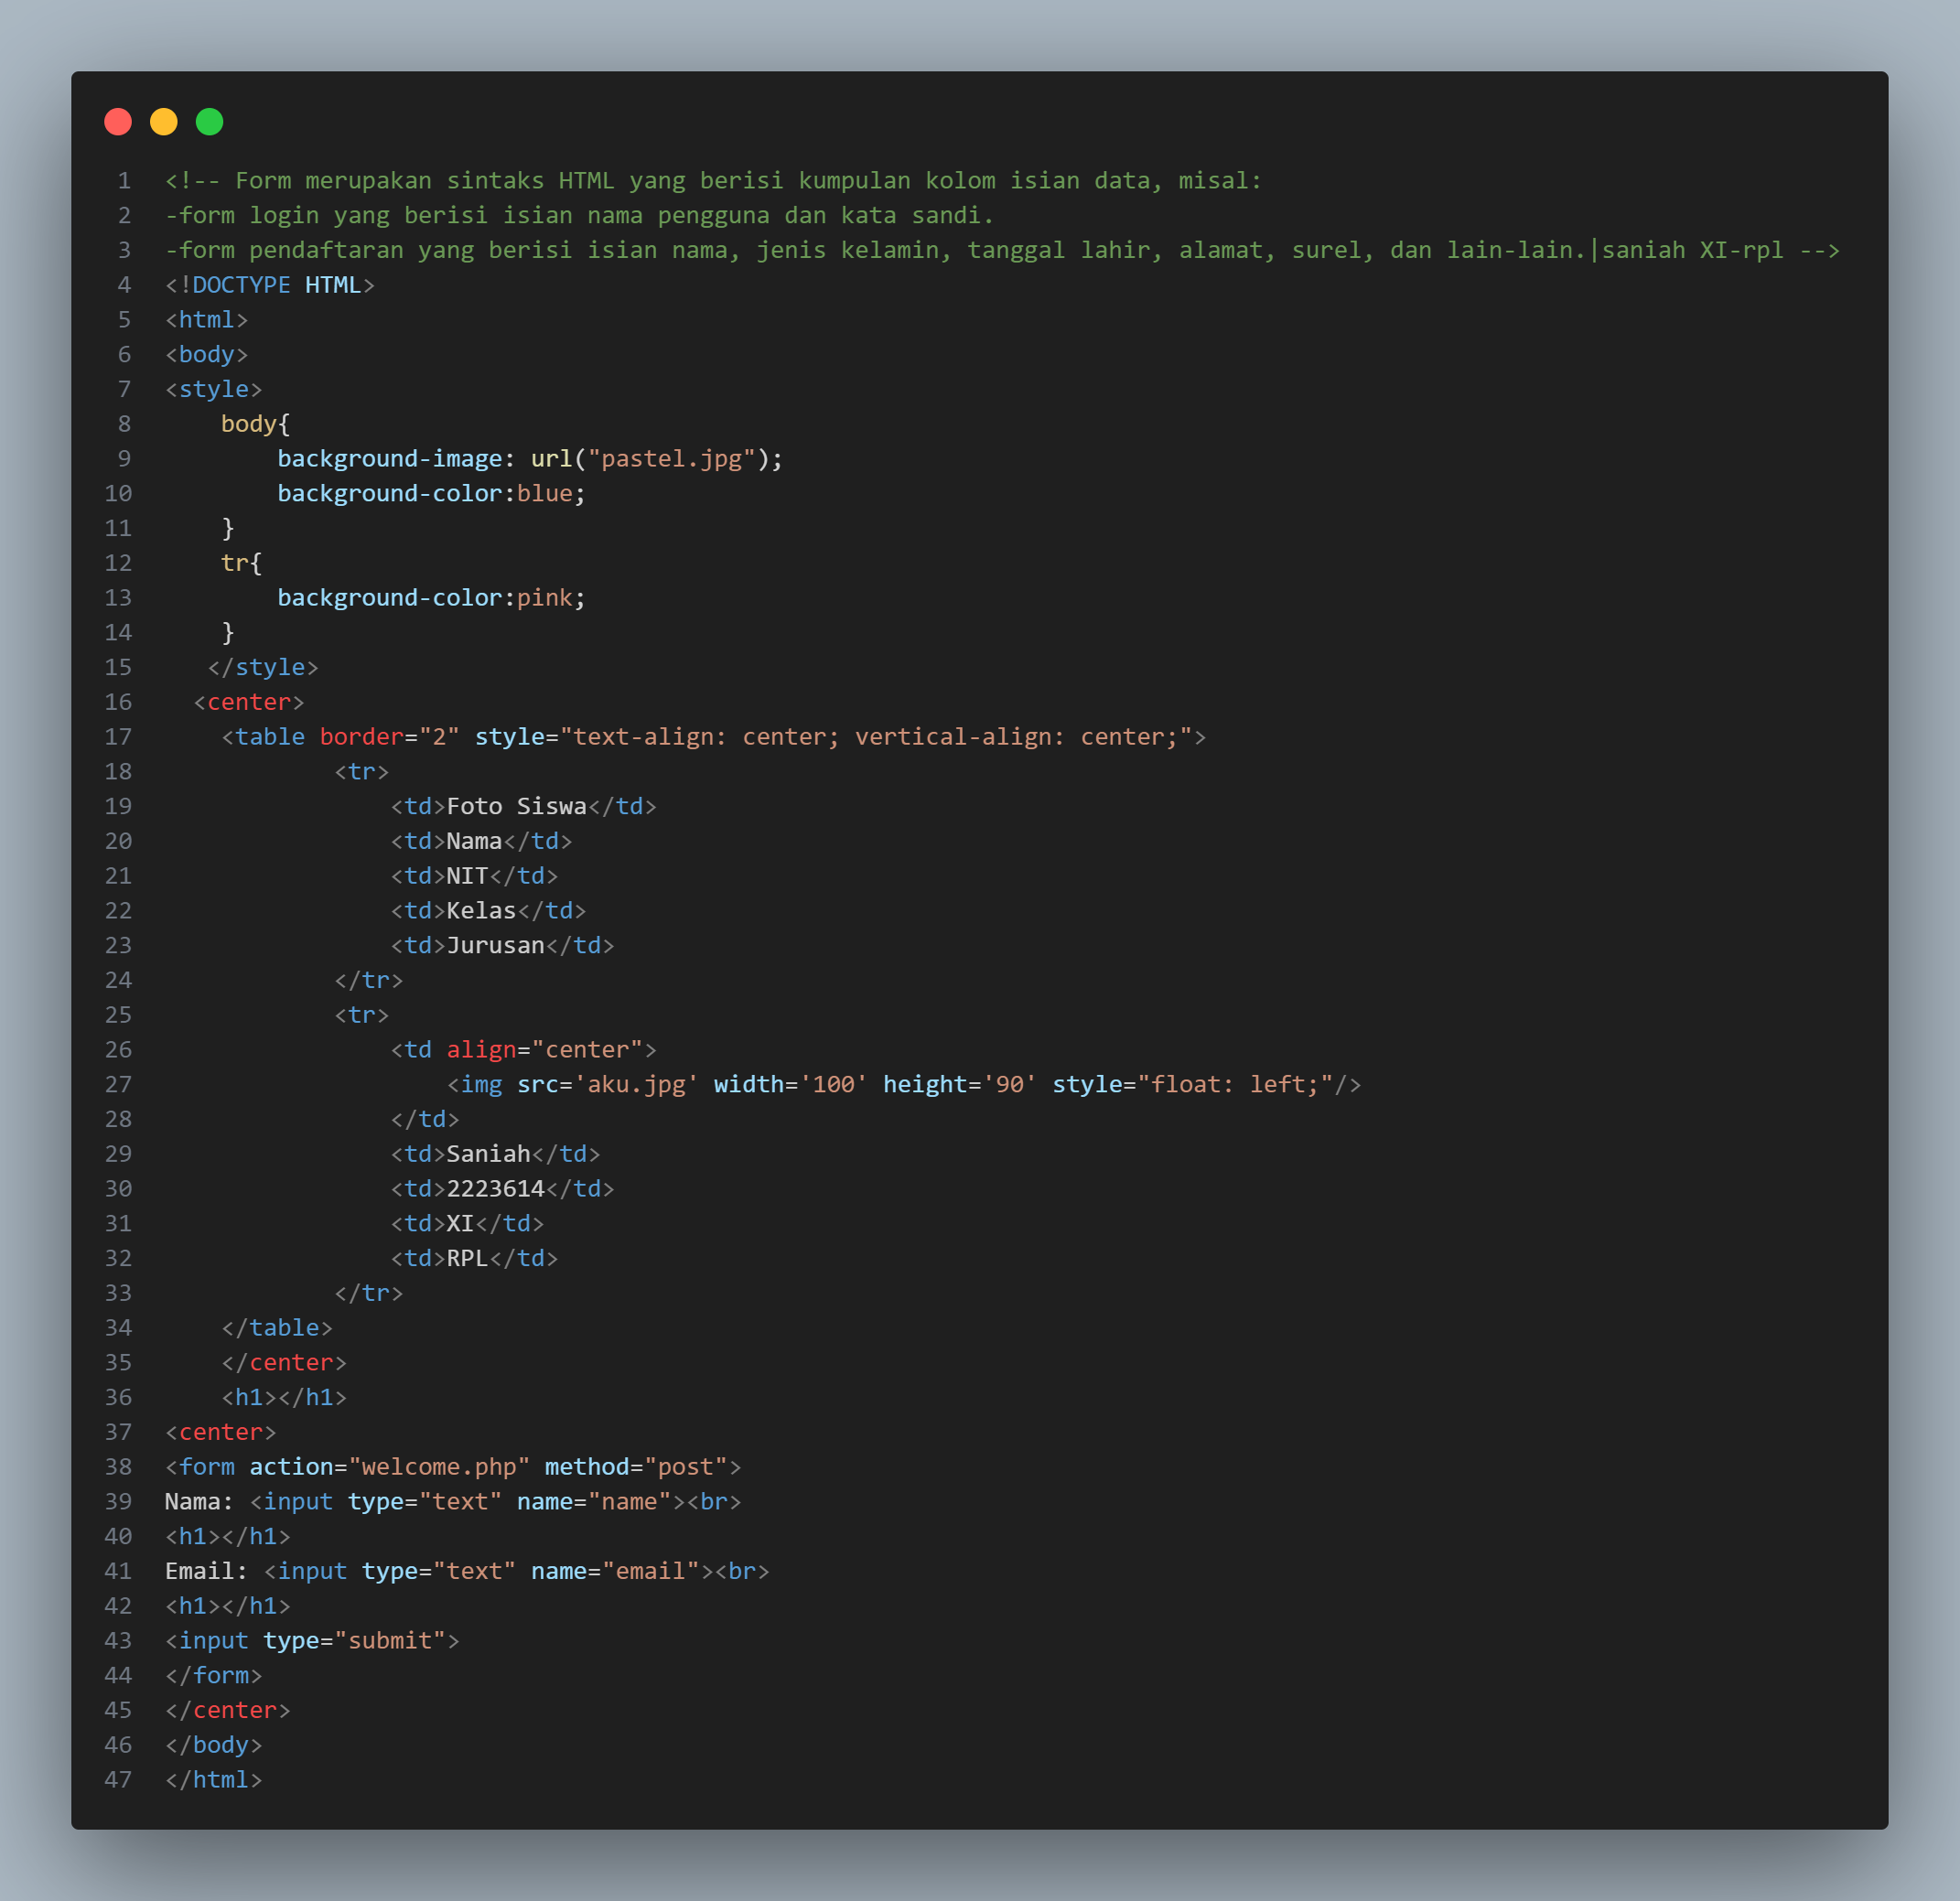 1 <!-- Form merupakan sintaks HTML yang berisi kumpulan kolom isian data, misal:
2 -form login yang berisi isian nama pengguna dan kata sandi.
3 -form pendaftaran yang berisi isian nama, jenis kelamin, tanggal lahir, alamat, surel, dan lain-lain.|saniah XI-rpl -->
4 <!DOCTYPE HTML>
5 <html>
6 <body>
7 <style>
8     body{
9         background-image: url("pastel.jpg");
10         background-color:blue;
11     }
12     tr{
13         background-color:pink;
14     }
15    </style>
16   <center>
17     <table border="2" style="text-align: center; vertical-align: center;">
18             <tr>
19                 <td>Foto Siswa</td>
20                 <td>Nama</td>
21                 <td>NIT</td>
22                 <td>Kelas</td>
23                 <td>Jurusan</td>
24             </tr>
25             <tr>
26                 <td align="center">
27                     <img src='aku.jpg' width='100' height='90' style="float: left;"/>
28                 </td>
29                 <td>Saniah</td>
30                 <td>2223614</td>
31                 <td>XI</td>
32                 <td>RPL</td>
33             </tr>
34     </table>
35     </center>
36     <h1></h1>
37 <center>
38 <form action="welcome.php" method="post">
39 Nama: <input type="text" name="name"><br>
40 <h1></h1>
41 Email: <input type="text" name="email"><br>
42 <h1></h1>
43 <input type="submit">
44 </form>
45 </center>
46 </body>
47 </html>